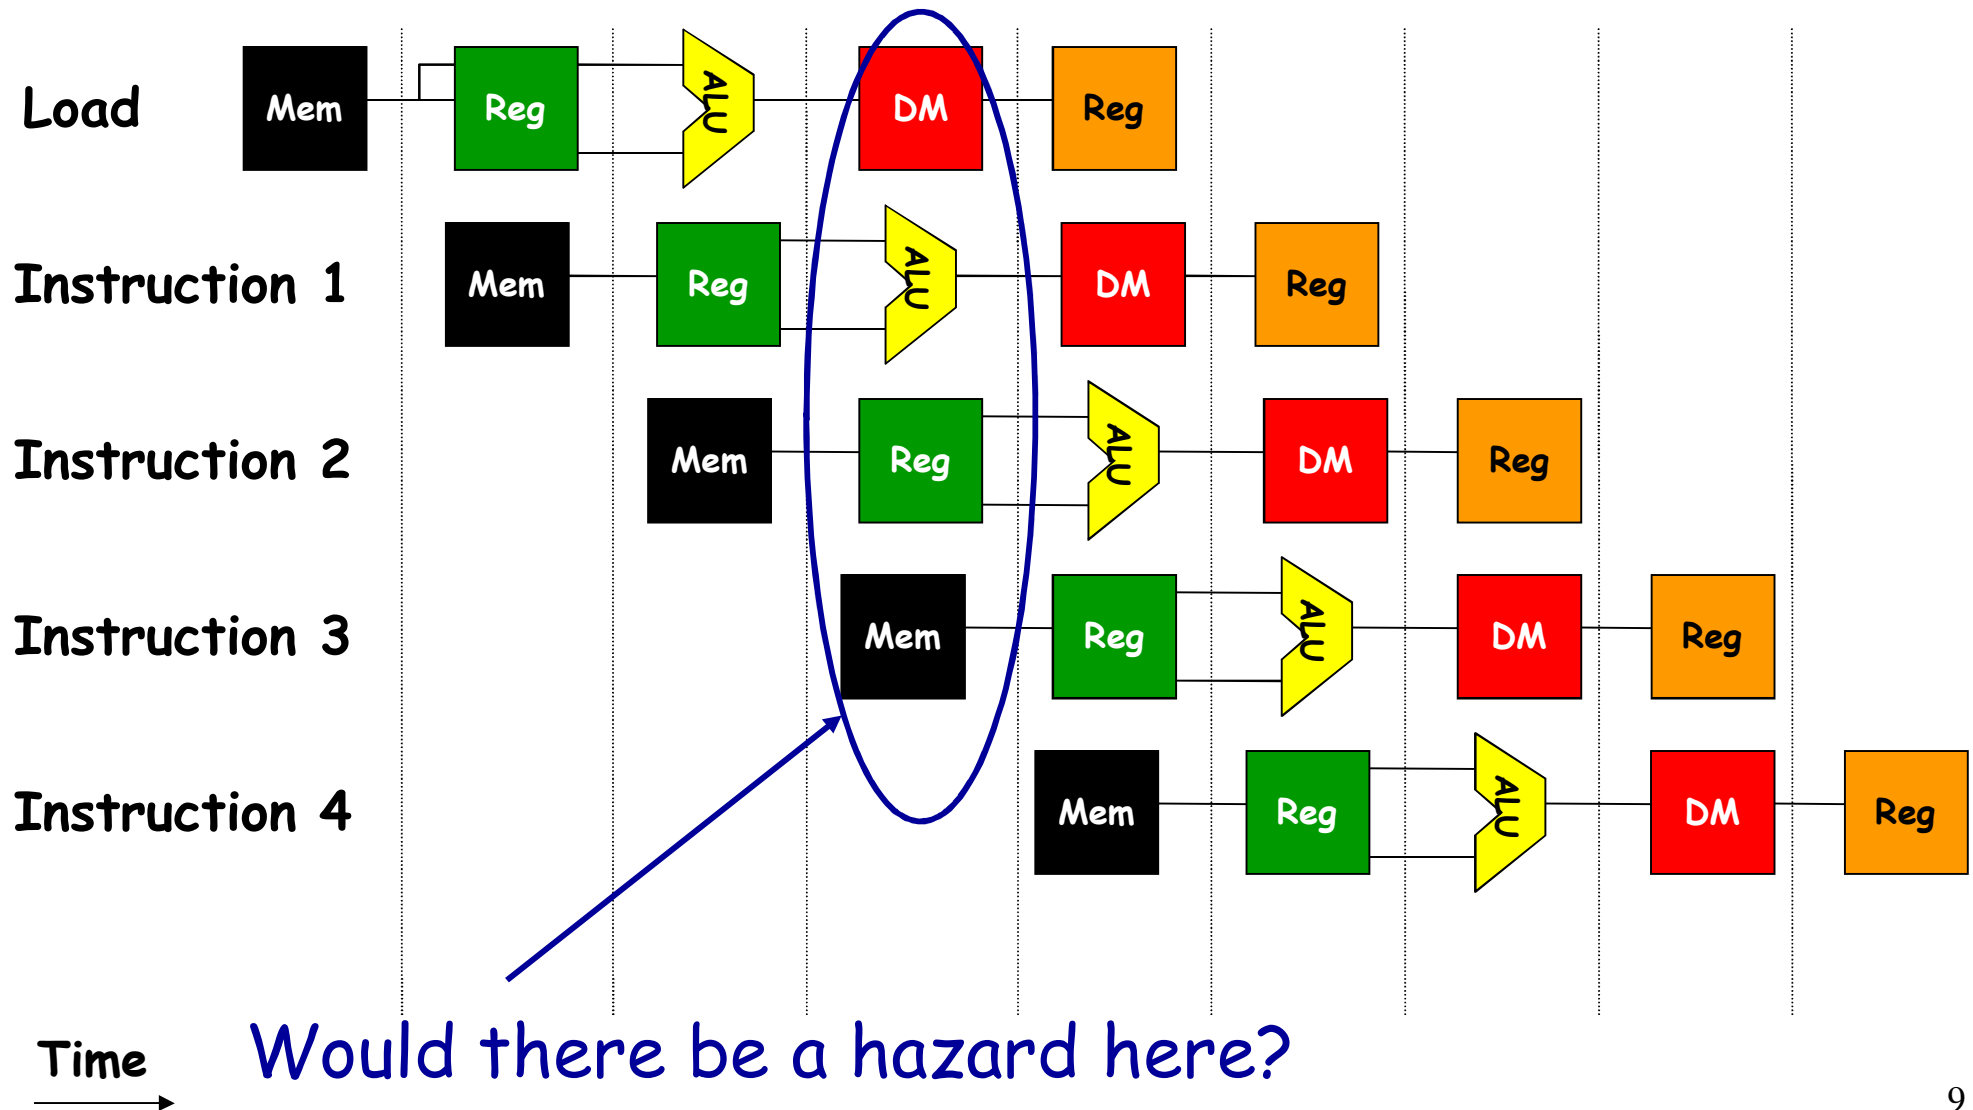 Load Mem Reg ALU DM Reg
Instruction 1 Mem Reg ALU DM Reg
Instruction 2 Mem Reg ALU DM Reg
Instruction 3 Mem Reg ALU DM Reg
Instruction 4 Mem Reg ALU DM Reg
Time Would there be a hazard here?
9